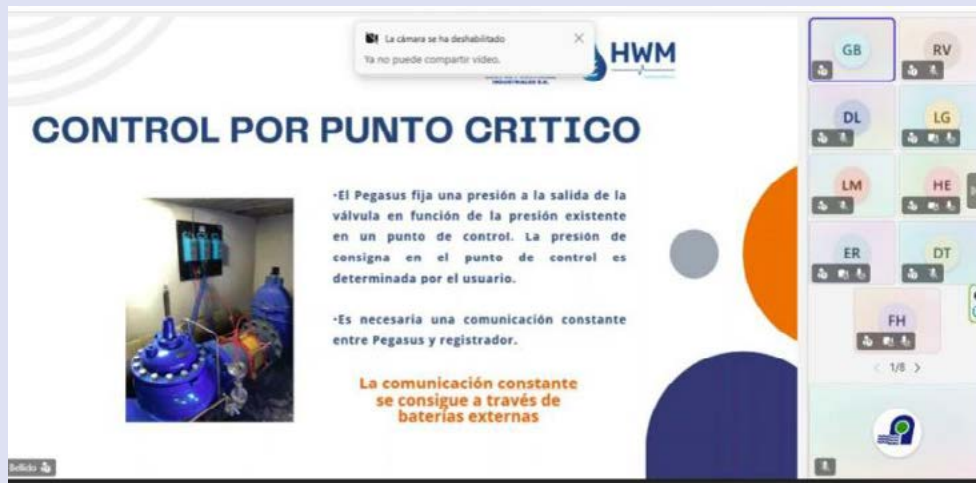 La cámara se ha deshabilitado
Ya no puede compartir vídeo.
HWM
INDUSTRIALES S.A.
CONTROL POR PUNTO CRITICO
•El Pegasus fija una presión a la salida de la
válvula en función de la presión existente
en un punto de control. La presión de
consigna en el punto de control es
determinada por el usuario.
•Es necesaria una comunicación constante
entre Pegasus y registrador.
La comunicación constante
se consigue a través de
baterías externas
Bellido
GB
RV
DL
LG
LM
HE
ER
DT
FH
1/8